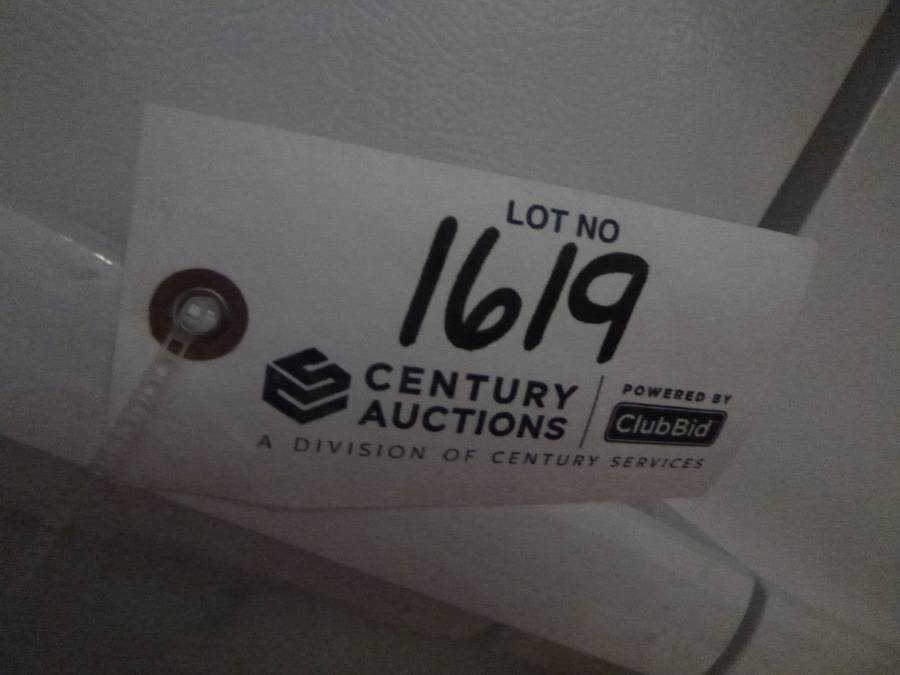 LOT NO
1619
CENTURY
AUCTIONS
POWERED BY
ClubBid
A DIVISION OF CENTURY SERVICES